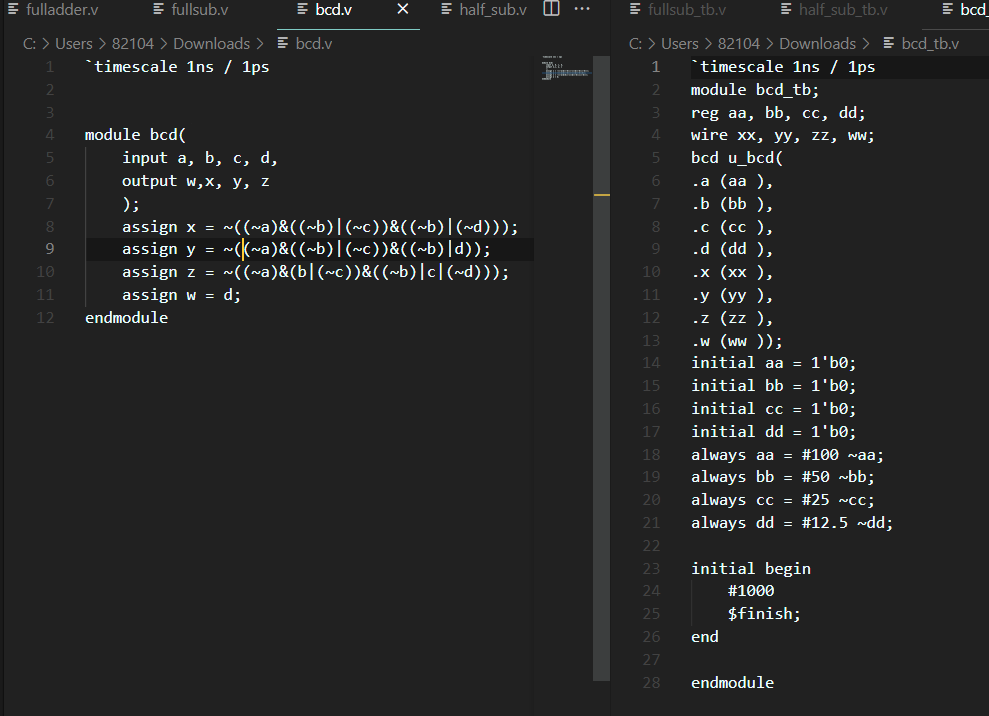 fulladder.v fullsub.v bcd.v half_sub.v
C: > Users > 82104 > Downloads > bcd.v
1 `timescale 1ns / 1ps
2
3
4 module bcd(
5 input a, b, c, d,
6 output w,x, y, z
7 );
8 assign x = ~((~a)&((~b)|(~c))&((~b)|(~d)));
9 assign y = ~((~a)&((~b)|(~c))&((~b)|d));
10 assign z = ~((~a)&(b|(~c))&((~b)|c|(~d)));
11 assign w = d;
12 endmodule
fullsub_tb.v half_sub_tb.v bcd_
C: > Users > 82104 > Downloads > bcd_tb.v
1 `timescale 1ns / 1ps
2 module bcd_tb;
3 reg aa, bb, cc, dd;
4 wire xx, yy, zz, ww;
5 bcd u_bcd(
6 .a (aa ),
7 .b (bb ),
8 .c (cc ),
9 .d (dd ),
10 .x (xx ),
11 .y (yy ),
12 .z (zz ),
13 .w (ww ));
14 initial aa = 1'b0;
15 initial bb = 1'b0;
16 initial cc = 1'b0;
17 initial dd = 1'b0;
18 always aa = #100 ~aa;
19 always bb = #50 ~bb;
20 always cc = #25 ~cc;
21 always dd = #12.5 ~dd;
22
23 initial begin
24 #1000
25 $finish;
26 end
27
28 endmodule